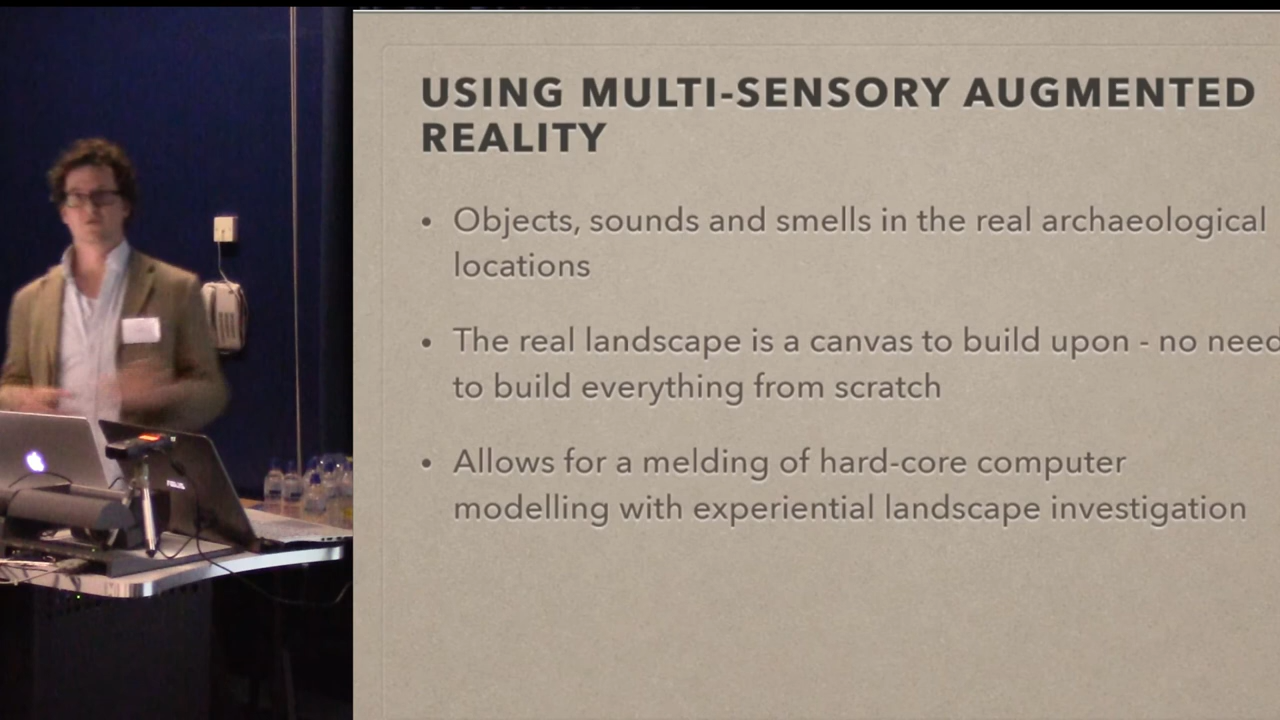 USING MULTI-SENSORY AUGMENTED
REALITY
• Objects, sounds and smells in the real archaeological
locations
• The real landscape is a canvas to build upon - no need
to build everything from scratch
• Allows for a melding of hard-core computer
modelling with experiential landscape investigation